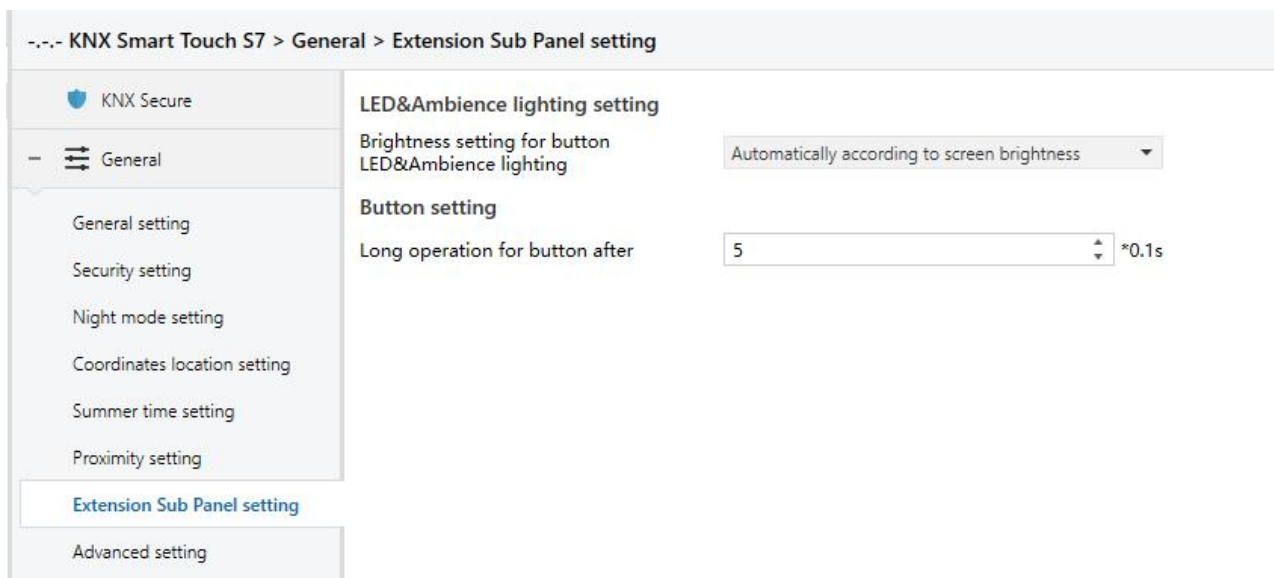 -.-.- KNX Smart Touch S7 > General > Extension Sub Panel setting
KNX Secure
General
General setting
Security setting
Night mode setting
Coordinates location setting
Summer time setting
Proximity setting
Extension Sub Panel setting
Advanced setting
LED&Ambience lighting setting
Brightness setting for button
LED&Ambience lighting
Automatically according to screen brightness
Button setting
Long operation for button after
5
*0.1s